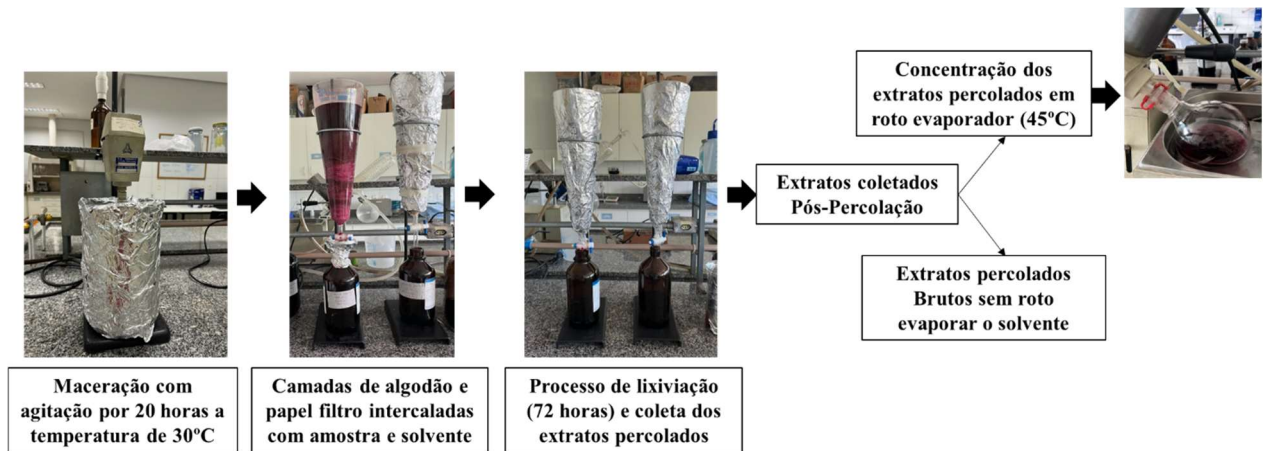 Maceração com
agitação por 20 horas a
temperatura de 30ºC
Camadas de algodão e
papel filtro intercaladas
com amostra e solvente
Processo de lixiviação
(72 horas) e coleta dos
extratos percolados
Extratos coletados
Pós-Percolação
Concentração dos
extratos percolados em
roto evaporador (45ºC)
Extratos percolados
Brutos sem roto
evaporar o solvente